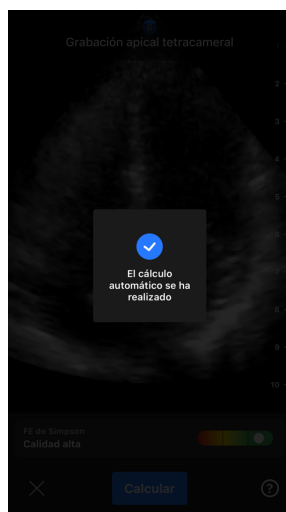 Grabación apical tetracameral
2
3
4
5
6
7
8
9
10
El cálculo
automático se ha
realizado
FE de Simpson
Calidad alta
Calcular
?